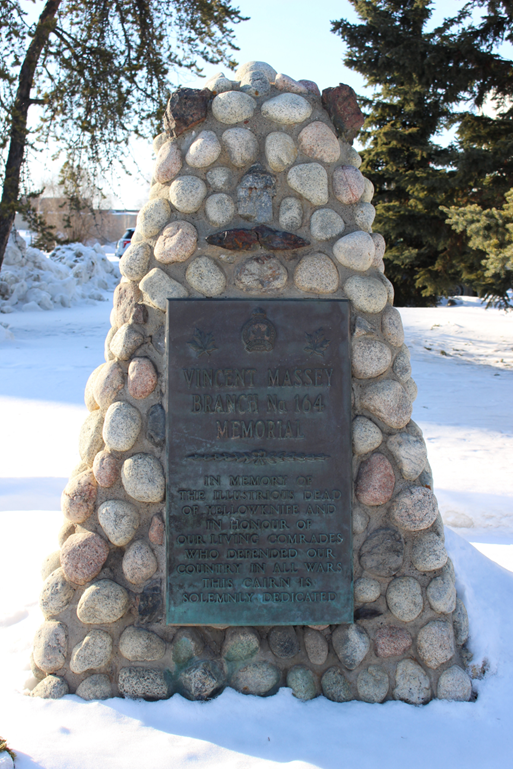 VINCENT MASSEY
BRANCH No. 164
MEMORIAL
IN MEMORY OF
THE ILLUSTRIOUS DEAD
OF YELLOWKNIFE AND
IN HONOUR OF
OUR LIVING COMRADES
WHO DEFENDED OUR
COUNTRY IN ALL WARS
THIS CAIRN IS
SOLEMNLY DEDICATED